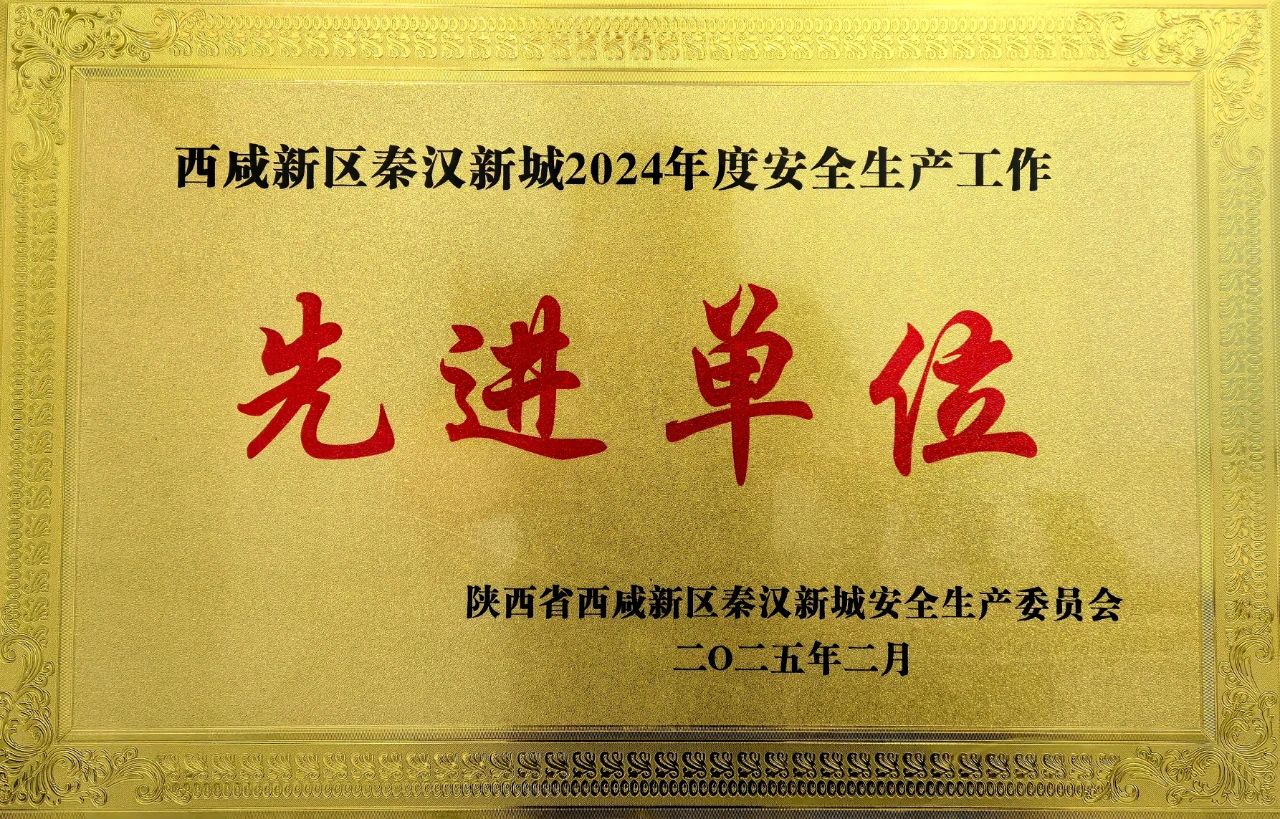 西咸新区秦汉新城2024年度安全生产工作
先进单位
陕西省西咸新区秦汉新城安全生产委员会
二O二五年二月